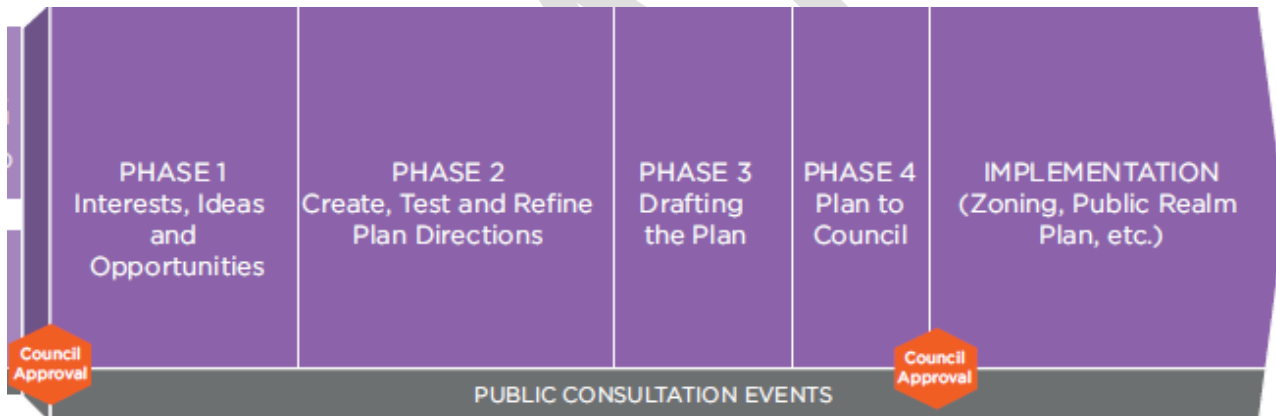 PHASE 1
Interests, Ideas
and
Opportunities
PHASE 2
Create, Test and Refine
Plan Directions
PHASE 3
Drafting
the Plan
PHASE 4
Plan to
Council
IMPLEMENTATION
(Zoning, Public Realm
Plan, etc.)
Council
Approval
Council
Approval
PUBLIC CONSULTATION EVENTS